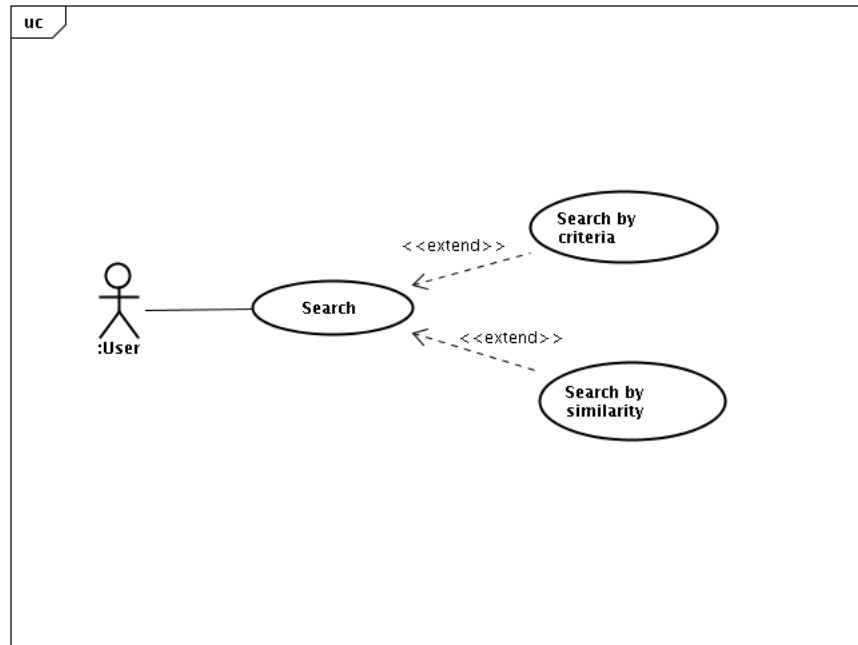 uc
Search by
criteria
<<extend>>
Search
:User
<<extend>>
Search by
similarity